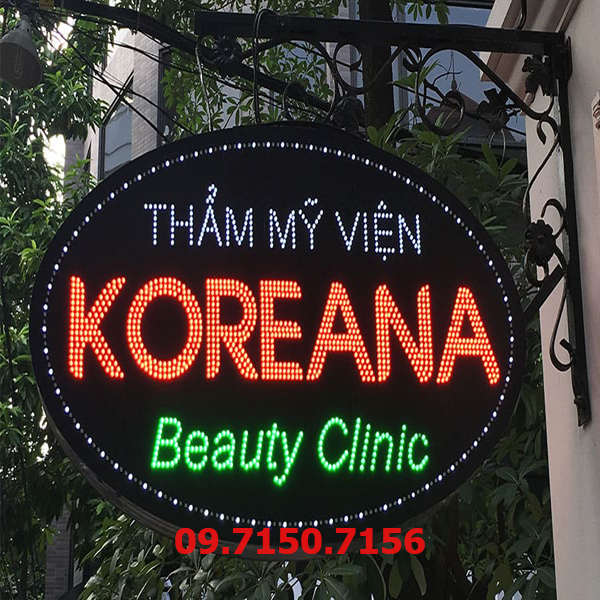 THẨM MỸ VIỆN
KOREANA
Beauty Clinic
09.7150.7156